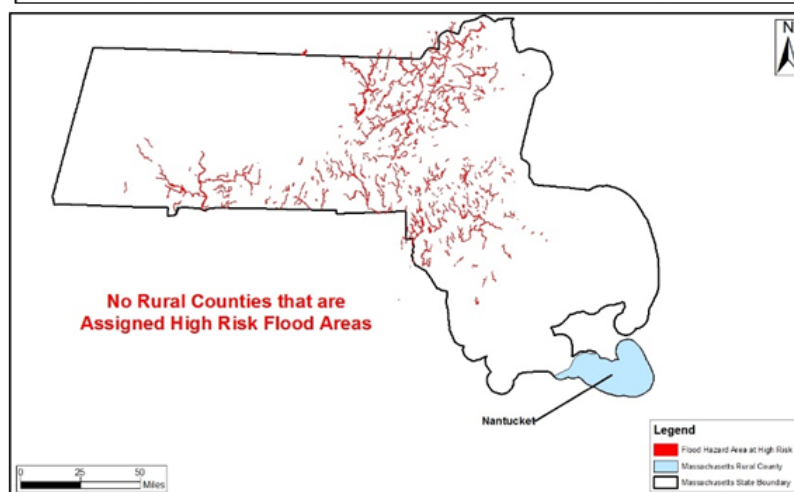 N
No Rural Counties that are
Assigned High Risk Flood Areas
Nantucket
Legend
Flood Hazard Area at High Risk
Massachusetts Rural County
Massachusetts State Boundary
0 25 50
Miles